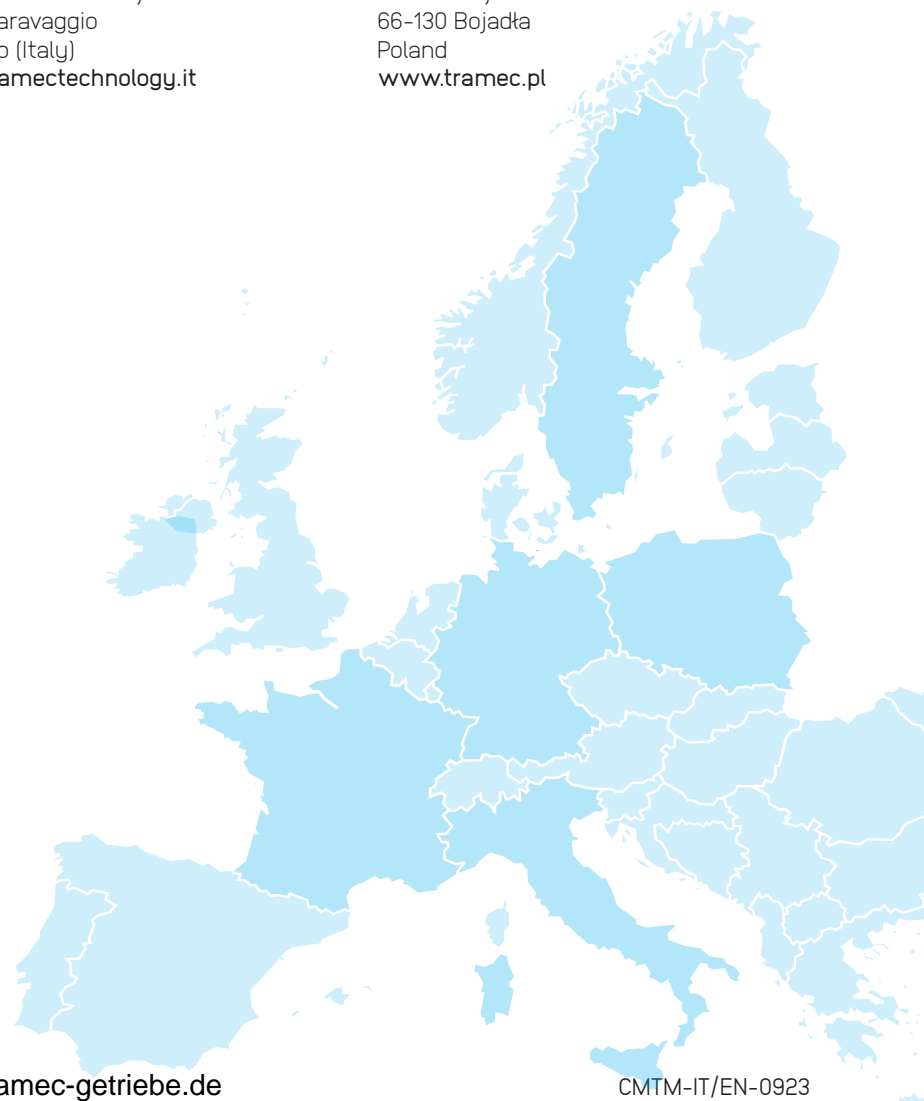 aravaggio
o (Italy)
amectechnology.it
66-130 Bojadła
Poland
www.tramec.pl
amec-getriebe.de
CMTM-IT/EN-0923